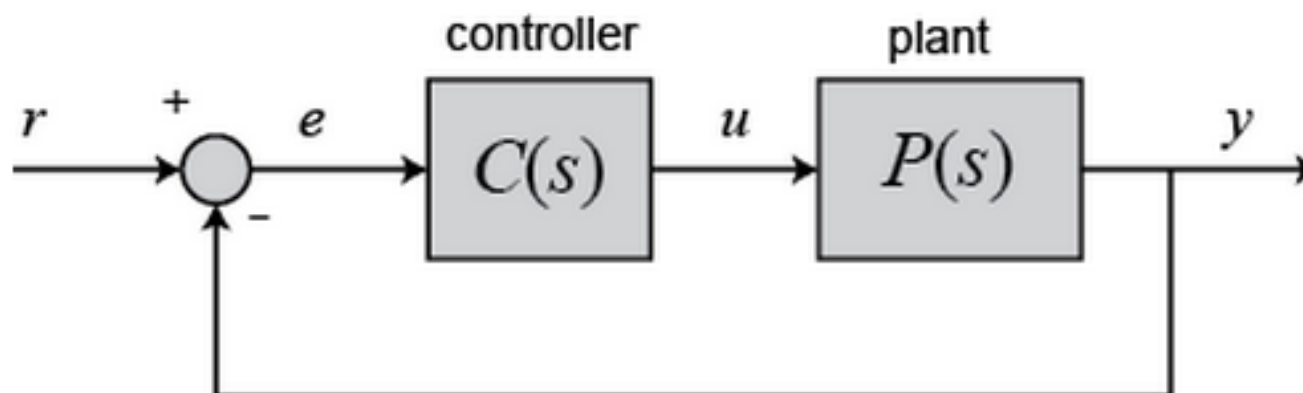 controller plant
r + e C(s) u P(s) y
-